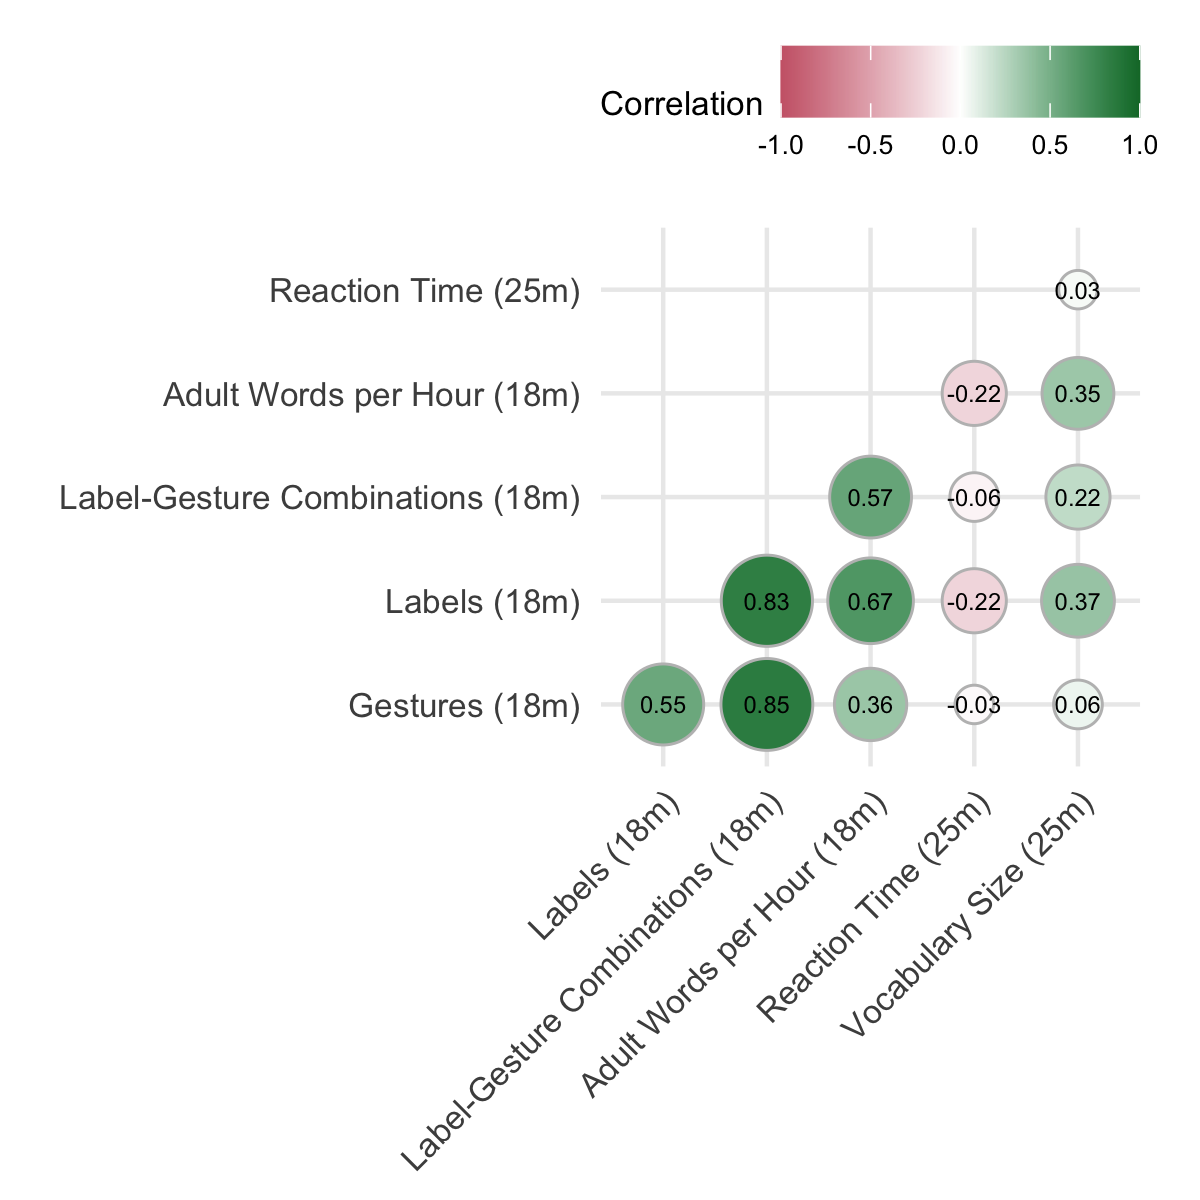 Correlation
-1.0 -0.5 0.0 0.5 1.0
Reaction Time (25m) 0.03
Adult Words per Hour (18m) -0.22 0.35
Label-Gesture Combinations (18m) 0.57 -0.06 0.22
Labels (18m) 0.83 0.67 -0.22 0.37
Gestures (18m) 0.55 0.85 0.36 -0.03 0.06
Labels (18m)
Label-Gesture Combinations (18m)
Adult Words per Hour (18m)
Reaction Time (25m)
Vocabulary Size (25m)